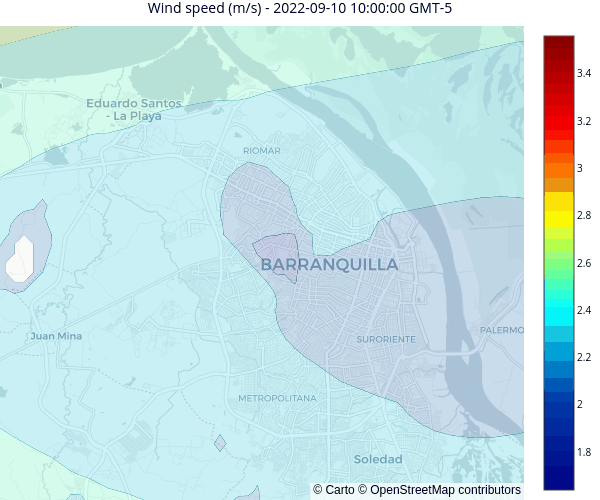 Wind speed (m/s) - 2022-09-10 10:00:00 GMT-5
3.4
Eduardo Santos
- La Playa
3.2
RIOMAR
3
2.8
BARRANQUILLA
2.6
2.4
PALERMO
Juan Mina
SURORIENTE
2.2
METROPOLITANA
2
Soledad
1.8
© Carto © OpenStreetMap contributors